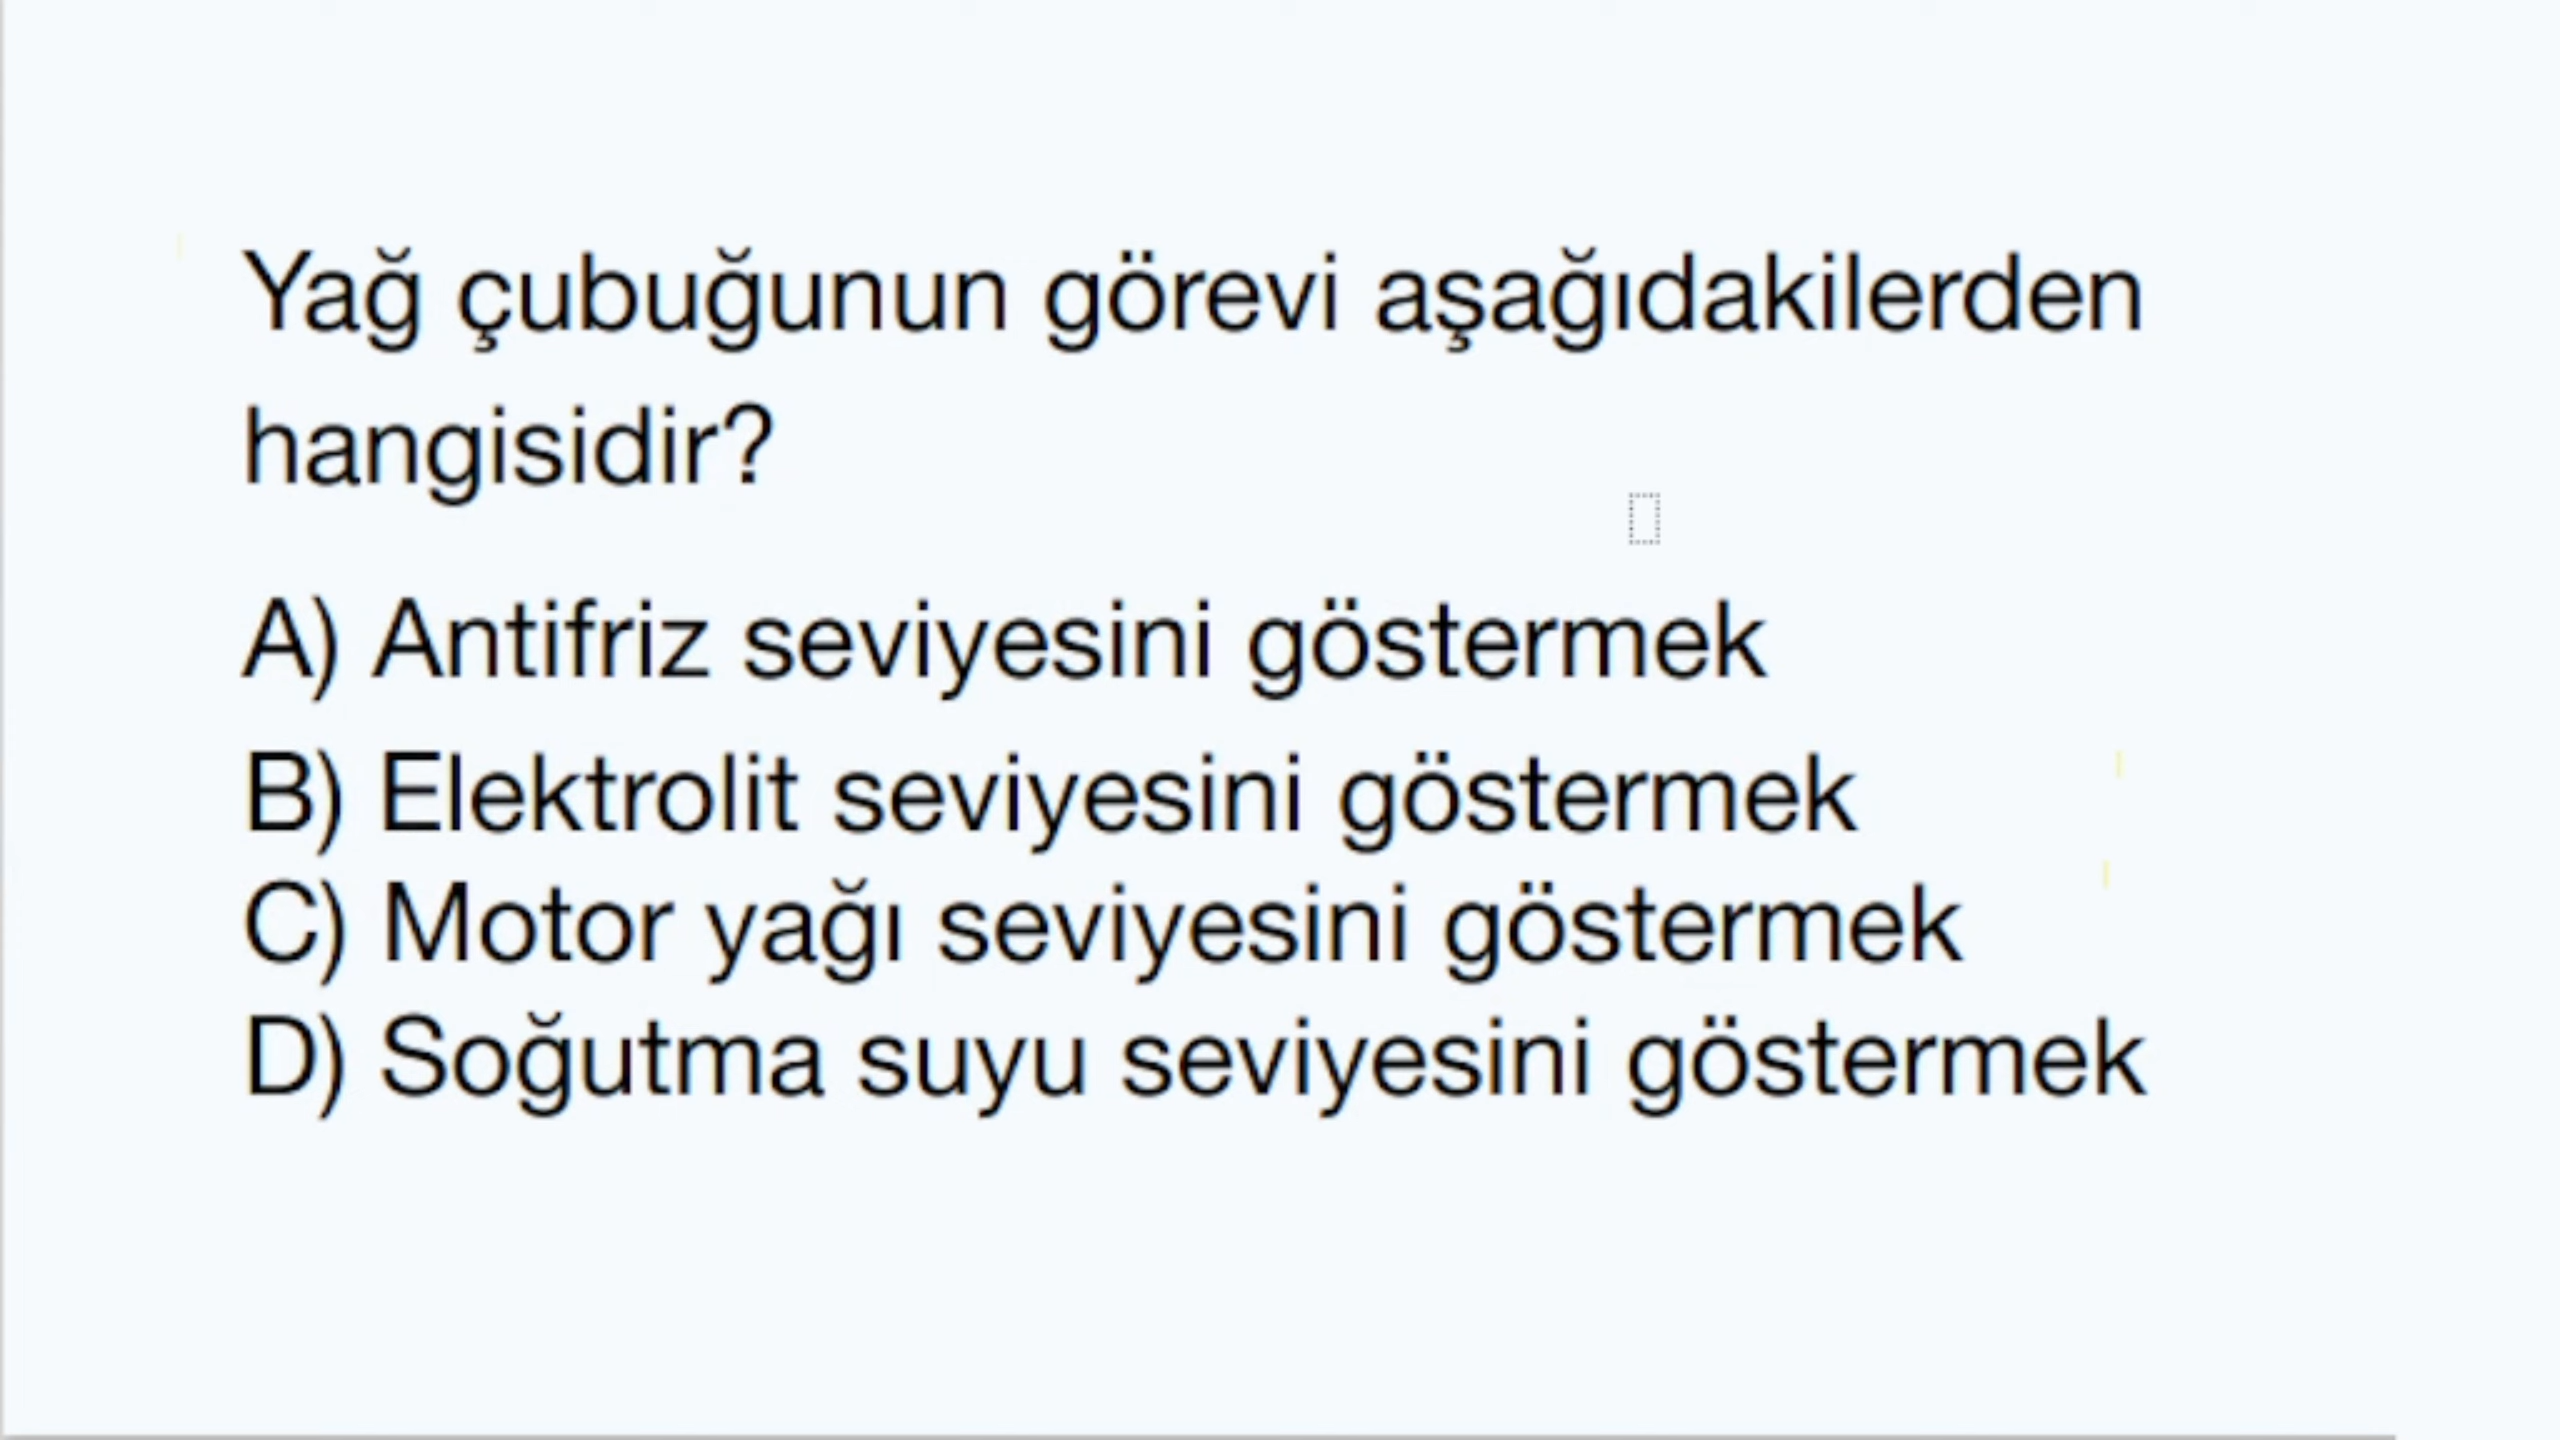 Yağ çubuğunun görevi aşağıdakilerden
hangisidir?
A) Antifriz seviyesini göstermek
B) Elektrolit seviyesini göstermek
C) Motor yağı seviyesini göstermek
D) Soğutma suyu seviyesini göstermek